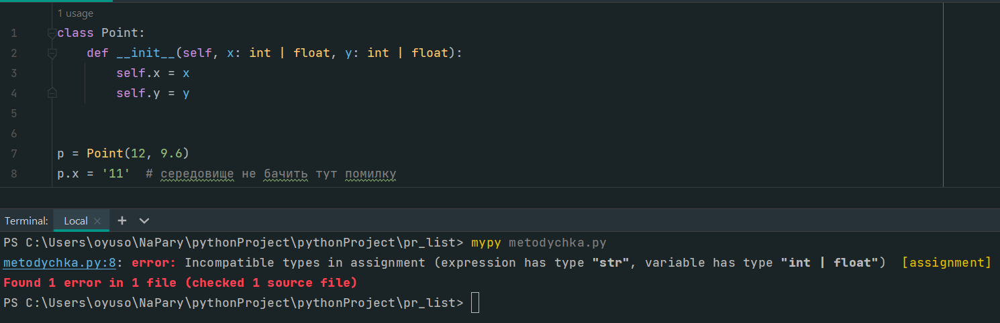 1 usage
1 class Point:
2 def __init__(self, x: int | float, y: int | float):
3 self.x = x
4 self.y = y
5
6
7 p = Point(12, 9.6)
8 p.x = '11'  # середовище не бачить тут помилку
Terminal: Local × +
PS C:\Users\oyuso\NaPary\pythonProject\pythonProject\pr_list> mypy metodychka.py
metodychka.py:8: error: Incompatible types in assignment (expression has type "str", variable has type "int | float")  [assignment]
Found 1 error in 1 file (checked 1 source file)
PS C:\Users\oyuso\NaPary\pythonProject\pythonProject\pr_list>